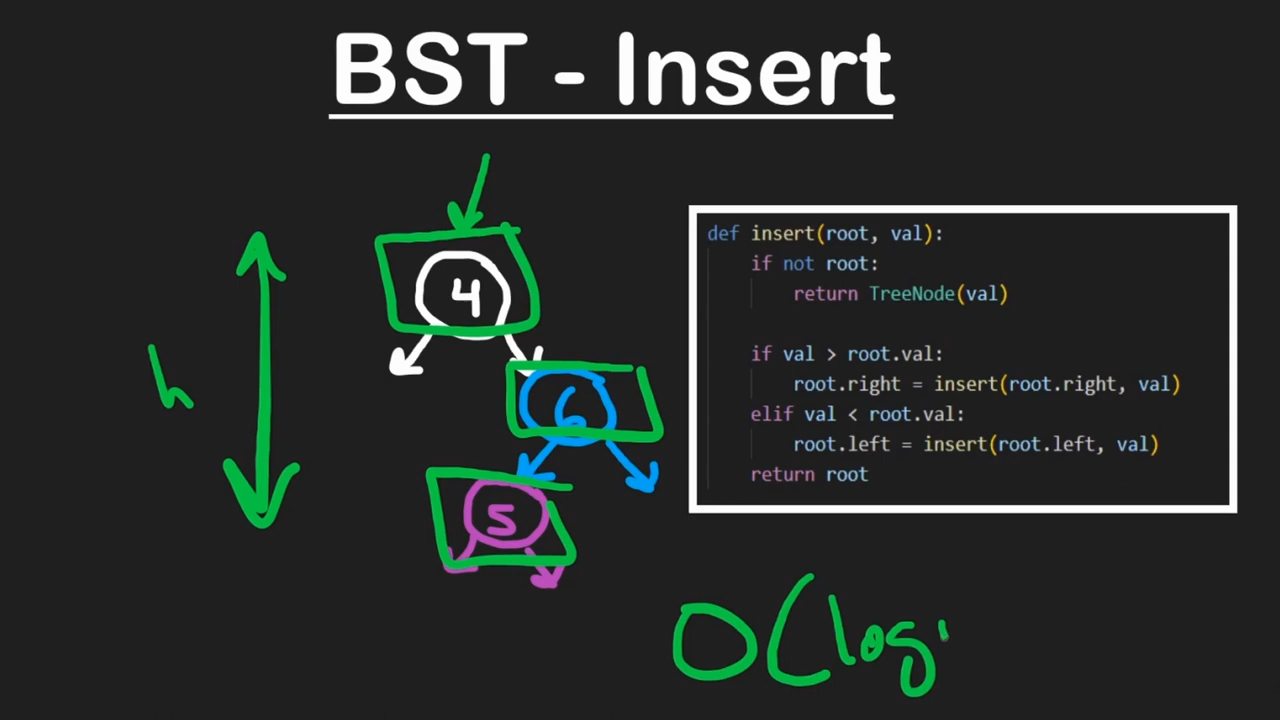 BST - Insert
h
4
6
5
def insert(root, val):
if not root:
return TreeNode(val)
if val > root.val:
root.right = insert(root.right, val)
elif val < root.val:
root.left = insert(root.left, val)
return root
O(log